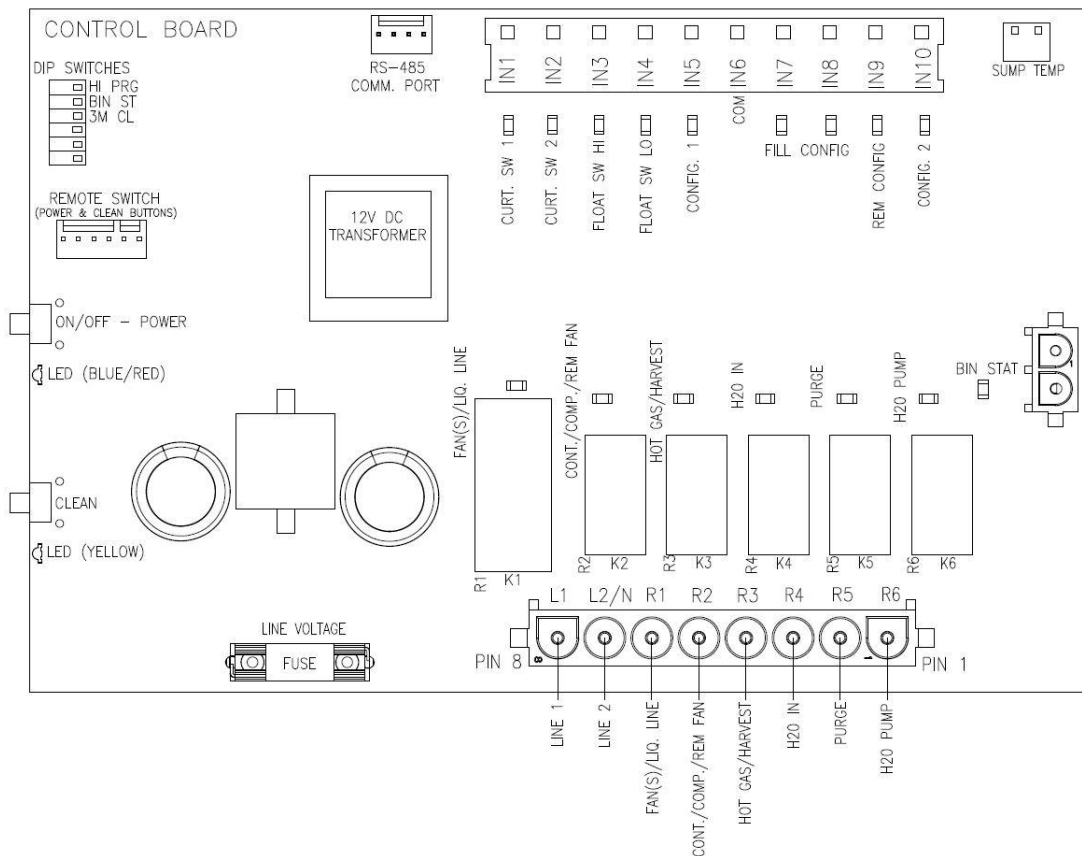 CONTROL BOARD
DIP SWITCHES
HI PRG
BIN ST
3M CL
RS-485
COMM. PORT
IN1
IN2
IN3
IN4
IN5
IN6
IN7
IN8
IN9
IN10
COM
SUMP TEMP
CURT. SW 1
CURT. SW 2
FLOAT SW HI
FLOAT SW LO
CONFIG. 1
FILL CONFIG
REM CONFIG
CONFIG. 2
REMOTE SWITCH
(POWER & CLEAN BUTTONS)
12V DC
TRANSFORMER
ON/OFF - POWER
LED (BLUE/RED)
CLEAN
LED (YELLOW)
FAN(S)/LIQ. LINE
CONT./COMP./REM FAN
HOT GAS/HARVEST
H20 IN
PURGE
H20 PUMP
BIN STAT
1
R1
K1
R2
K2
R3
K3
R4
K4
R5
K5
R6
K6
L1
L2/N
R1
R2
R3
R4
R5
R6
PIN 8
8
1
PIN 1
LINE VOLTAGE
FUSE
LINE 1
LINE 2
FAN(S)/LIQ. LINE
CONT./COMP./REM FAN
HOT GAS/HARVEST
H20 IN
PURGE
H20 PUMP